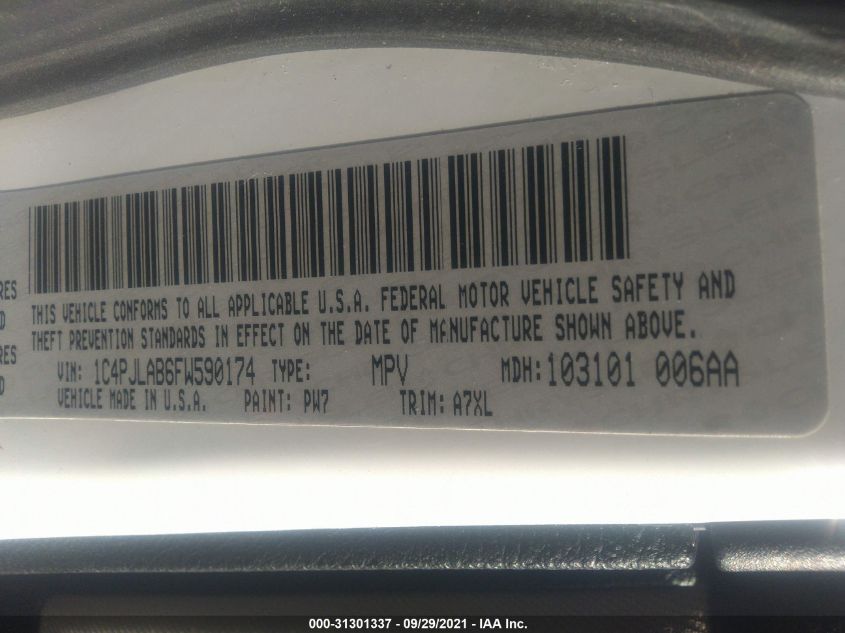 RES
D
RES
D
THIS VEHICLE CONFORMS TO ALL APPLICABLE U.S.A. FEDERAL MOTOR VEHICLE SAFETY AND
THEFT PREVENTION STANDARDS IN EFFECT ON THE DATE OF MANUFACTURE SHOWN ABOVE.
VIN: 1C4PJLAB6FW590174 TYPE: MPV MDH: 103101 006AA
VEHICLE MADE IN U.S.A. PAINT: PW7 TRIM: A7XL
000-31301337 - 09/29/2021 - IAA Inc.